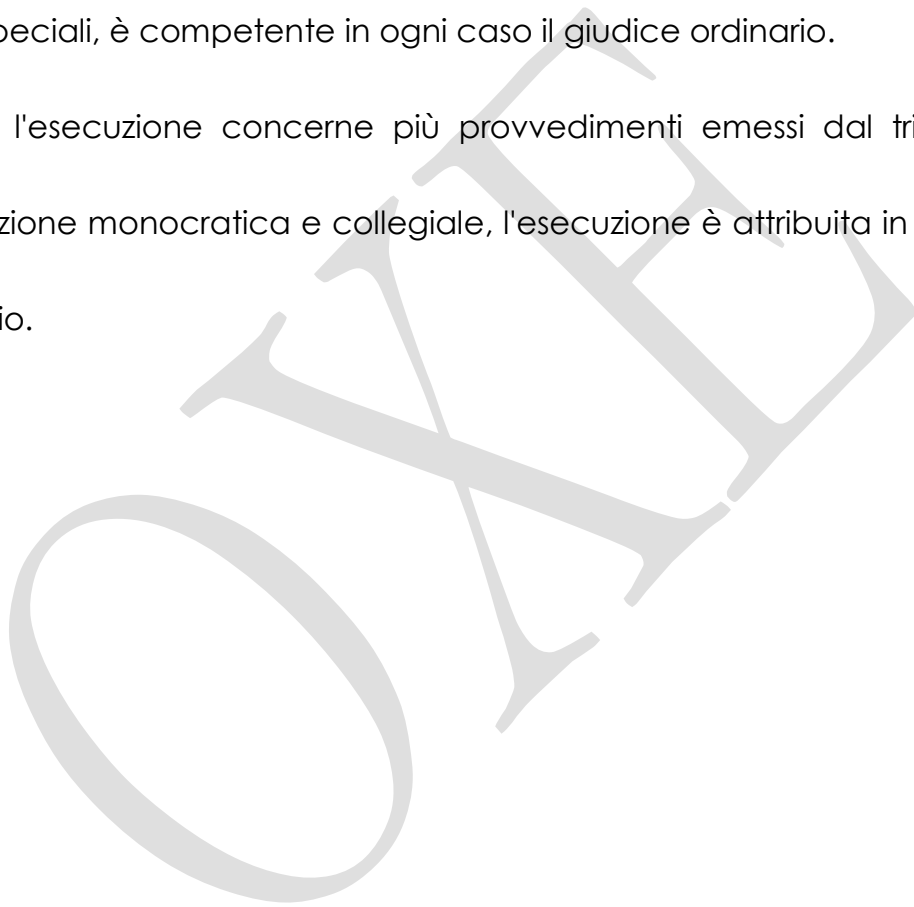 peciali, è competente in ogni caso il giudice ordinario.
l'esecuzione concerne più provvedimenti emessi dal tri
zione monocratica e collegiale, l'esecuzione è attribuita in
io.
OXE